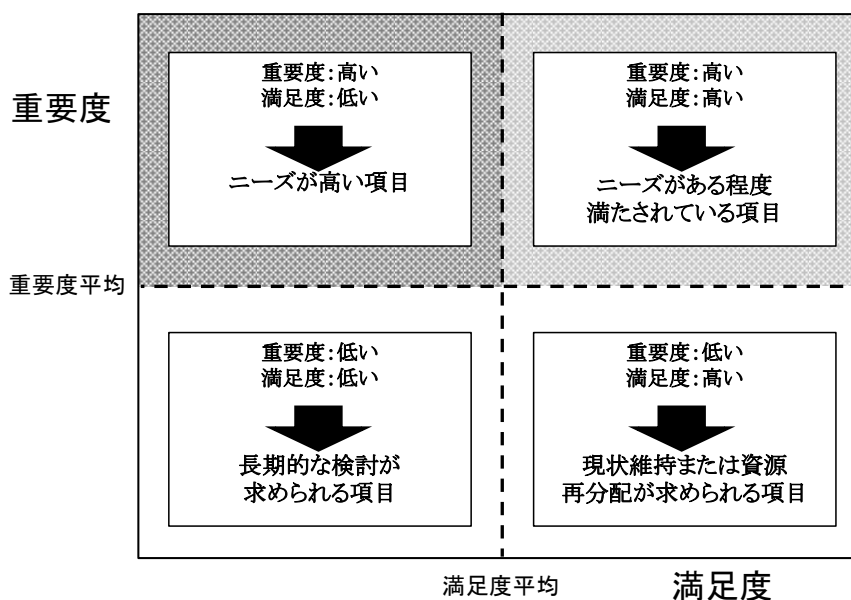 重要度
重要度:高い
満足度:低い
ニーズが高い項目
重要度:高い
満足度:高い
ニーズがある程度
満たされている項目
重要度平均
重要度:低い
満足度:低い
長期的な検討が
求められる項目
重要度:低い
満足度:高い
現状維持または資源
再分配が求められる項目
満足度平均
満足度